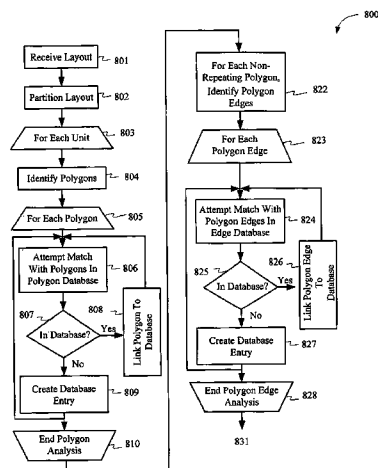 800
Receive Layout
801
Partition Layout
802
For Each Unit
803
Identify Polygons
804
For Each Polygon
805
Attempt Match
With Polygons In
Polygon Database
806
807
In Database?
Yes
No
808
Link Polygon To
Database
Create Database
Entry
809
End Polygon
Analysis
810
For Each Non-
Repeating Polygon,
Identify Polygon
Edges
822
For Each
Polygon Edge
823
Attempt Match With
Polygon Edges In
Edge Database
824
825
In Database?
Yes
No
826
Link Polygon Edge
To
Database
Create Database
Entry
827
End Polygon Edge
Analysis
828
831